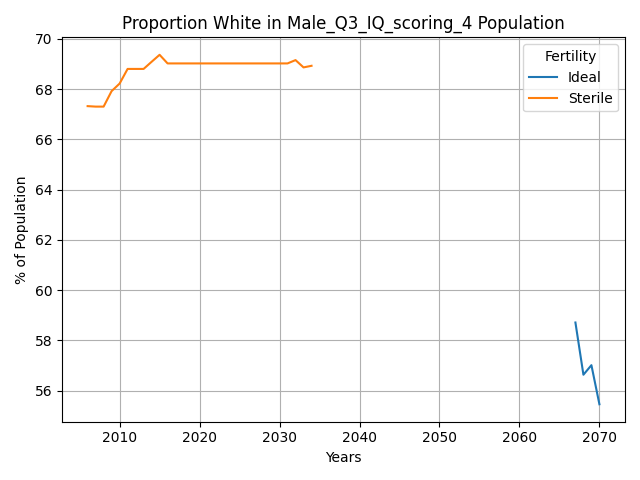 Proportion White in Male_Q3_IQ_scoring_4 Population
70
68
66
64
62
60
58
56
% of Population
Fertility
Ideal
Sterile
2010 2020 2030 2040 2050 2060 2070
Years